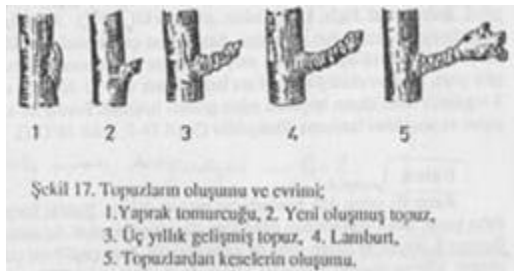 1 2 3 4 5
Şekil 17. Topuzların oluşumu ve evrimi;
1.Yaprak tomurcuğu, 2. Yeni oluşmuş topuz,
3. Üç yıllık gelişmiş topuz, 4. Lamburt,
5. Topuzlardan keselerin oluşumu.